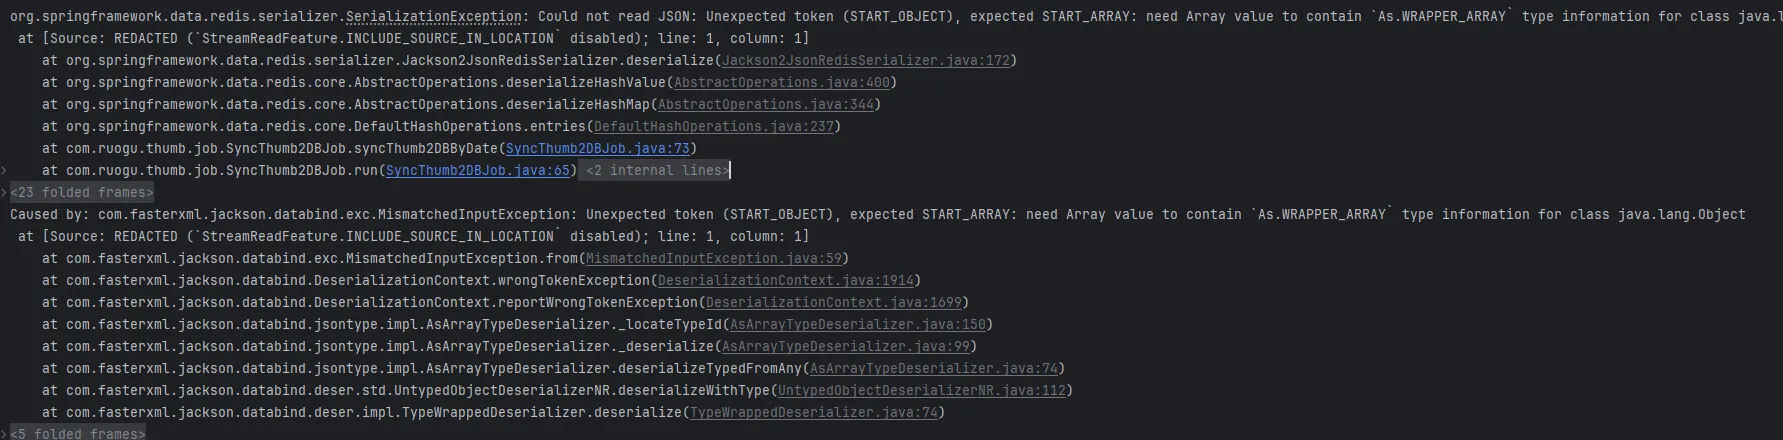 org.springframework.data.redis.serializer.SerializationException: Could not read JSON: Unexpected token (START_OBJECT), expected START_ARRAY: need Array value to contain `As.WRAPPER_ARRAY` type information for class java.l
at [Source: REDACTED (`StreamReadFeature.INCLUDE_SOURCE_IN_LOCATION` disabled); line: 1, column: 1]
at org.springframework.data.redis.serializer.Jackson2JsonRedisSerializer.deserialize(Jackson2JsonRedisSerializer.java:172)
at org.springframework.data.redis.core.AbstractOperations.deserializeHashValue(AbstractOperations.java:400)
at org.springframework.data.redis.core.AbstractOperations.deserializeHashMap(AbstractOperations.java:344)
at org.springframework.data.redis.core.DefaultHashOperations.entries(DefaultHashOperations.java:237)
at com.ruogu.thumb.job.SyncThumb2DBJob.syncThumb2DBByDate(SyncThumb2DBJob.java:73)
at com.ruogu.thumb.job.SyncThumb2DBJob.run(SyncThumb2DBJob.java:65) <2 internal lines>
<23 folded frames>
Caused by: com.fasterxml.jackson.databind.exc.MismatchedInputException: Unexpected token (START_OBJECT), expected START_ARRAY: need Array value to contain `As.WRAPPER_ARRAY` type information for class java.lang.Object
at [Source: REDACTED (`StreamReadFeature.INCLUDE_SOURCE_IN_LOCATION` disabled); line: 1, column: 1]
at com.fasterxml.jackson.databind.exc.MismatchedInputException.from(MismatchedInputException.java:59)
at com.fasterxml.jackson.databind.DeserializationContext.wrongTokenException(DeserializationContext.java:1914)
at com.fasterxml.jackson.databind.DeserializationContext.reportWrongTokenException(DeserializationContext.java:1699)
at com.fasterxml.jackson.databind.jsontype.impl.AsArrayTypeDeserializer._locateTypeId(AsArrayTypeDeserializer.java:150)
at com.fasterxml.jackson.databind.jsontype.impl.AsArrayTypeDeserializer._deserialize(AsArrayTypeDeserializer.java:99)
at com.fasterxml.jackson.databind.jsontype.impl.AsArrayTypeDeserializer.deserializeTypedFromAny(AsArrayTypeDeserializer.java:74)
at com.fasterxml.jackson.databind.deser.std.UntypedObjectDeserializerNR.deserializeWithType(UntypedObjectDeserializerNR.java:112)
at com.fasterxml.jackson.databind.deser.impl.TypeWrappedDeserializer.deserialize(TypeWrappedDeserializer.java:74)
<5 folded frames>